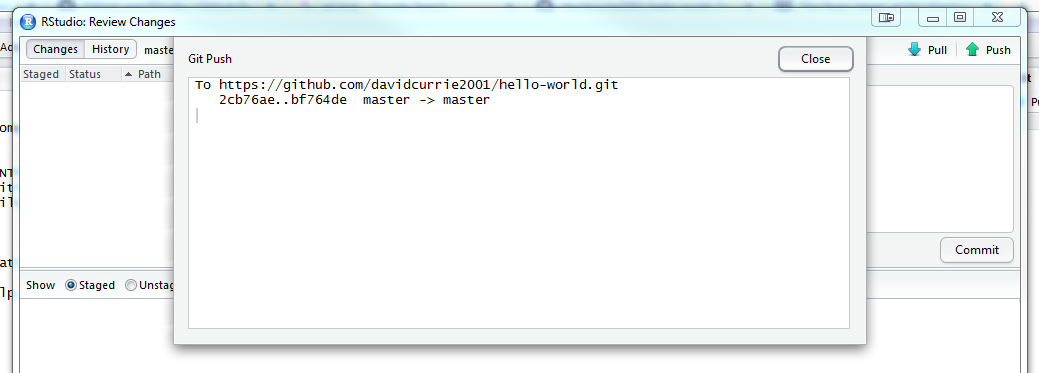 RStudio: Review Changes
Changes History maste Pull Push
Git Push Close
Staged Status Path
To https://github.com/davidcurrie2001/hello-world.git
2cb76ae..bf764de master -> master
Commit
Show Staged Unstag